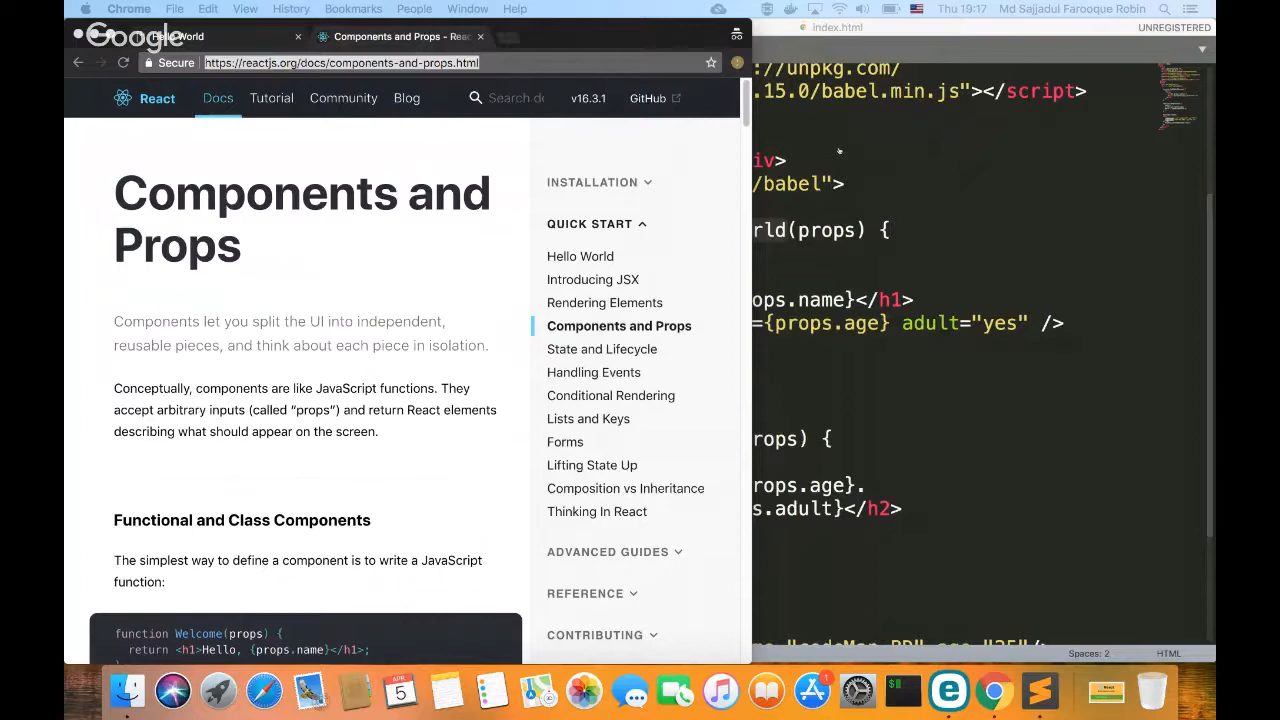 Chrome File Edit View History Bookmarks People Window Help Thu 19:17 Md Sajjadul Farooque Robin
Google
World
Components and Props - Rea
index.html
UNREGISTERED
Secure https://reactjs.org/docs/components-and-props.html
React Docs Tutorial Community Blog Search do v16.3.1 GitHub
Components and
Props
Components let you split the UI into independent,
reusable pieces, and think about each piece in isolation.
Conceptually, components are like JavaScript functions. They
accept arbitrary inputs (called “props”) and return React elements
describing what should appear on the screen.
Functional and Class Components
The simplest way to define a component is to write a JavaScript
function:
function Welcome(props) {
return <h1>Hello, {props.name}</h1>;
INSTALLATION
QUICK START
Hello World
Introducing JSX
Rendering Elements
Components and Props
State and Lifecycle
Handling Events
Conditional Rendering
Lists and Keys
Forms
Lifting State Up
Composition vs Inheritance
Thinking In React
ADVANCED GUIDES
REFERENCE
CONTRIBUTING
://unpkg.com/
.15.0/babel.min.js"></script>
iv>
/babel">
rld(props) {
ops.name}</h1>
={props.age} adult="yes" />
rops) {
rops.age}.
s.adult}</h2>
Spaces: 2 HTML
APR
5
1